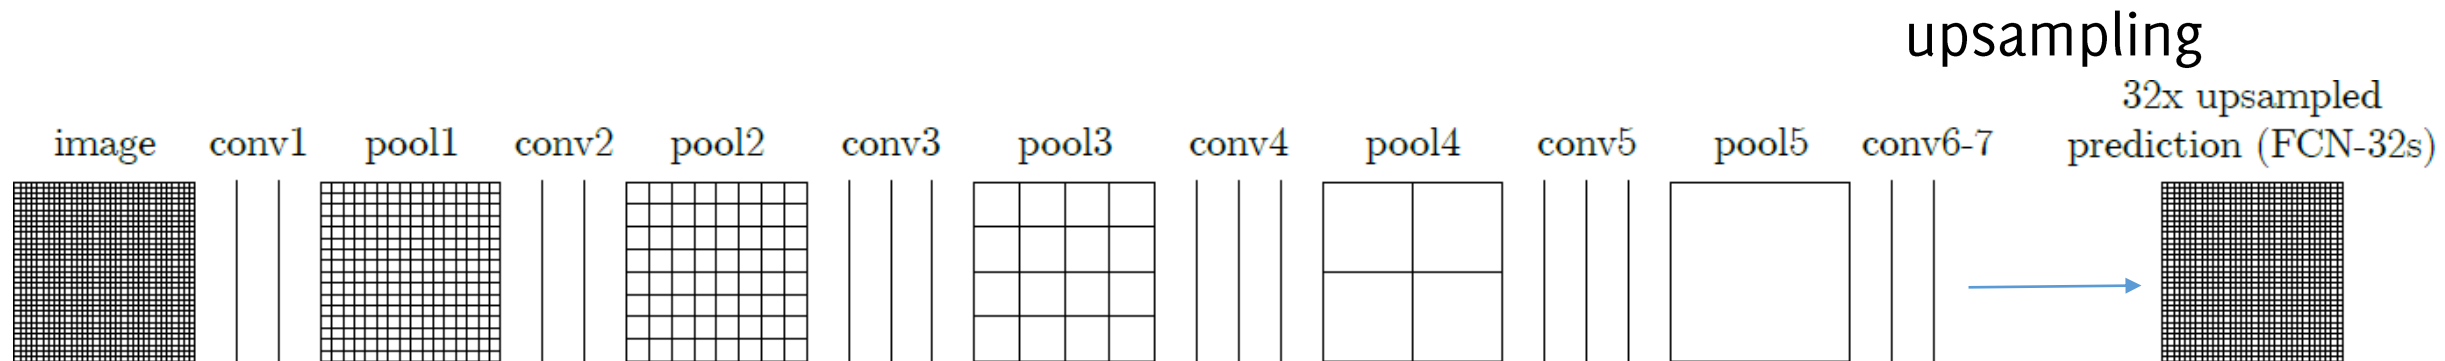 upsampling
32x upsampled
image conv1 pool1 conv2 pool2 conv3 pool3 conv4 pool4 conv5 pool5 conv6-7 prediction (FCN-32s)